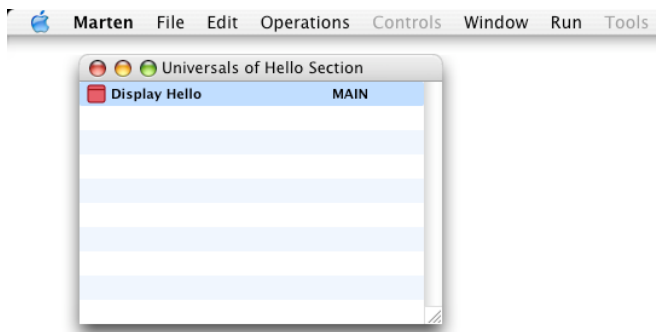 Marten File Edit Operations Controls Window Run Tools
Universals of Hello Section
Display Hello MAIN